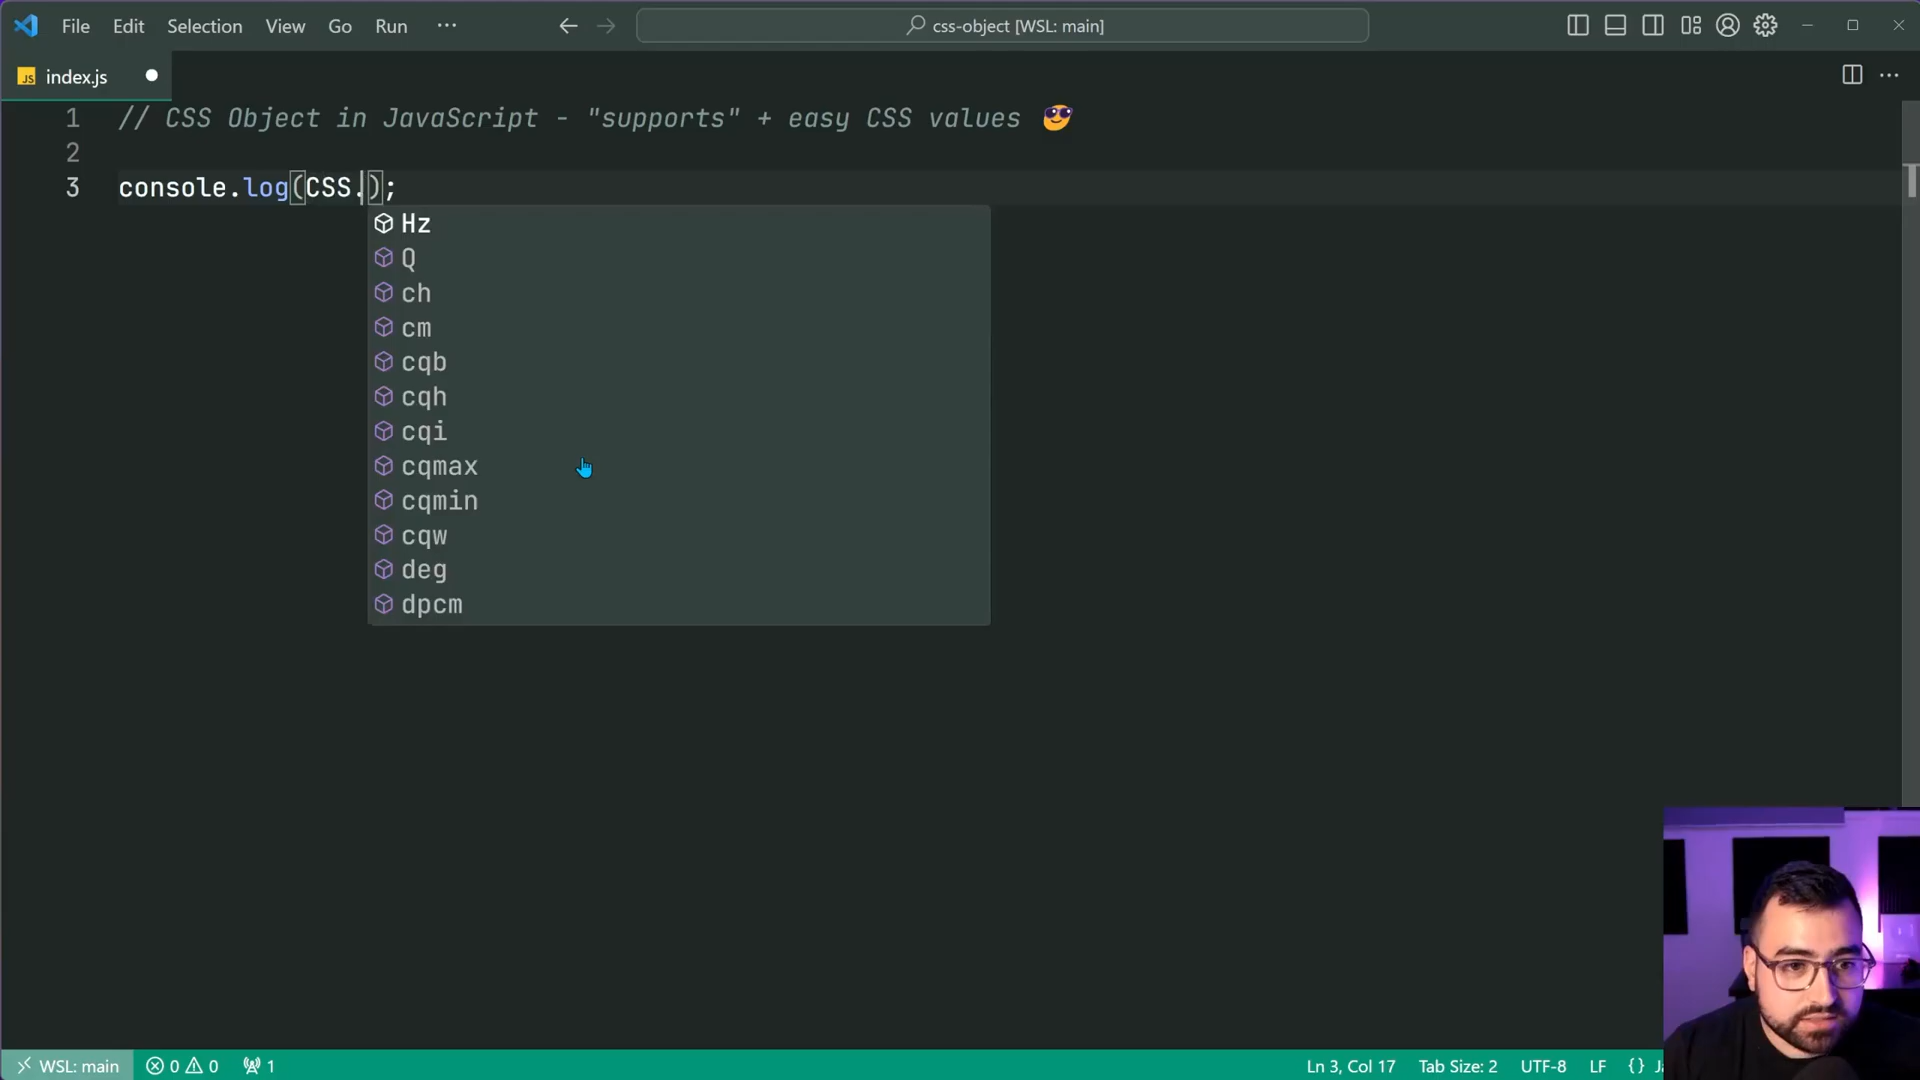 File Edit Selection View Go Run ··· css-object [WSL: main]
JS index.js
1 // CSS Object in JavaScript - "supports" + easy CSS values 😎
2
3 console.log(CSS.);
Hz
Q
ch
cm
cqb
cqh
cqi
cqmax
cqmin
cqw
deg
dpcm
WSL: main 0 0 1 Ln 3, Col 17 Tab Size: 2 UTF-8 LF {}